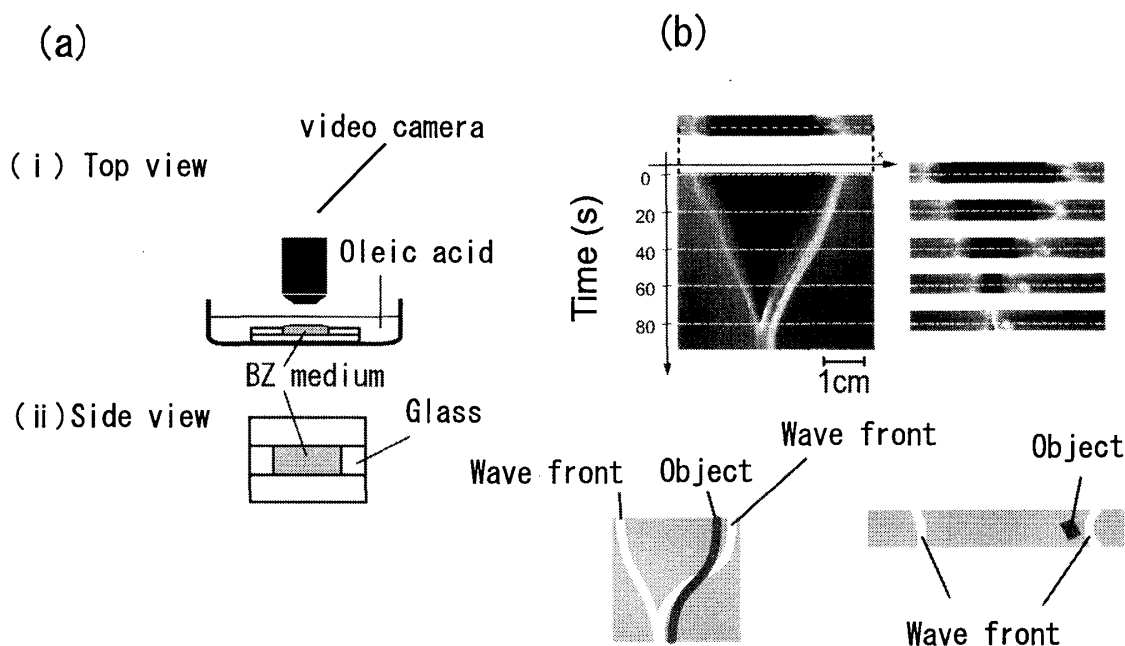 (a)
video camera
(i) Top view
Oleic acid
BZ medium
(ii) Side view
Glass
(b)
x
0
20
40
60
80
Time (s)
1cm
Wave front
Object
Wave front
Object
Wave front